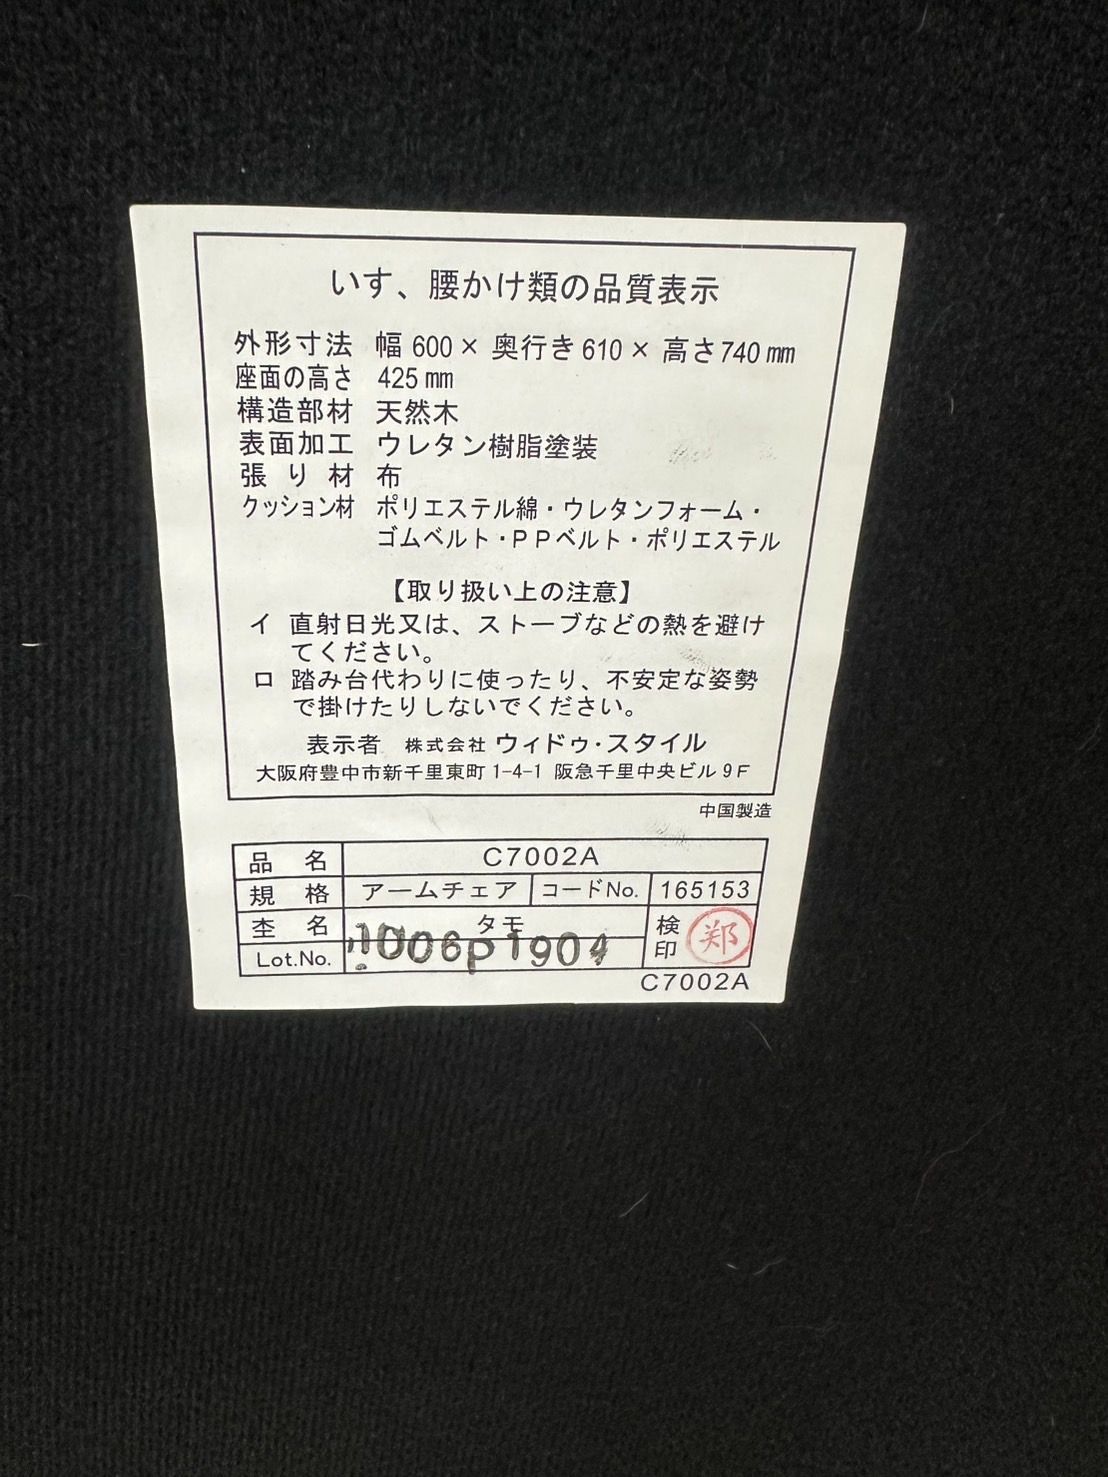 いす、腰かけ類の品質表示
外形寸法 幅 600 × 奥行き 610 × 高さ 740 ㎜
座面の高さ 425 ㎜
構造部材 天然木
表面加工 ウレタン樹脂塗装
張り材 布
クッション材 ポリエステル綿・ウレタンフォーム・
ゴムベルト・PPベルト・ポリエステル
【取り扱い上の注意】
イ 直射日光又は、ストーブなどの熱を避け
てください。
ロ 踏み台代わりに使ったり、不安定な姿勢
で掛けたりしないでください。
表示者 株式会社 ウィドゥ・スタイル
大阪府豊中市新千里東町 1-4-1 阪急千里中央ビル 9F
中国製造
品名 C7002A
規格 アームチェア コードNo. 165153
杢名 タモ 検印 郑
Lot.No. 1006P1904
C7002A